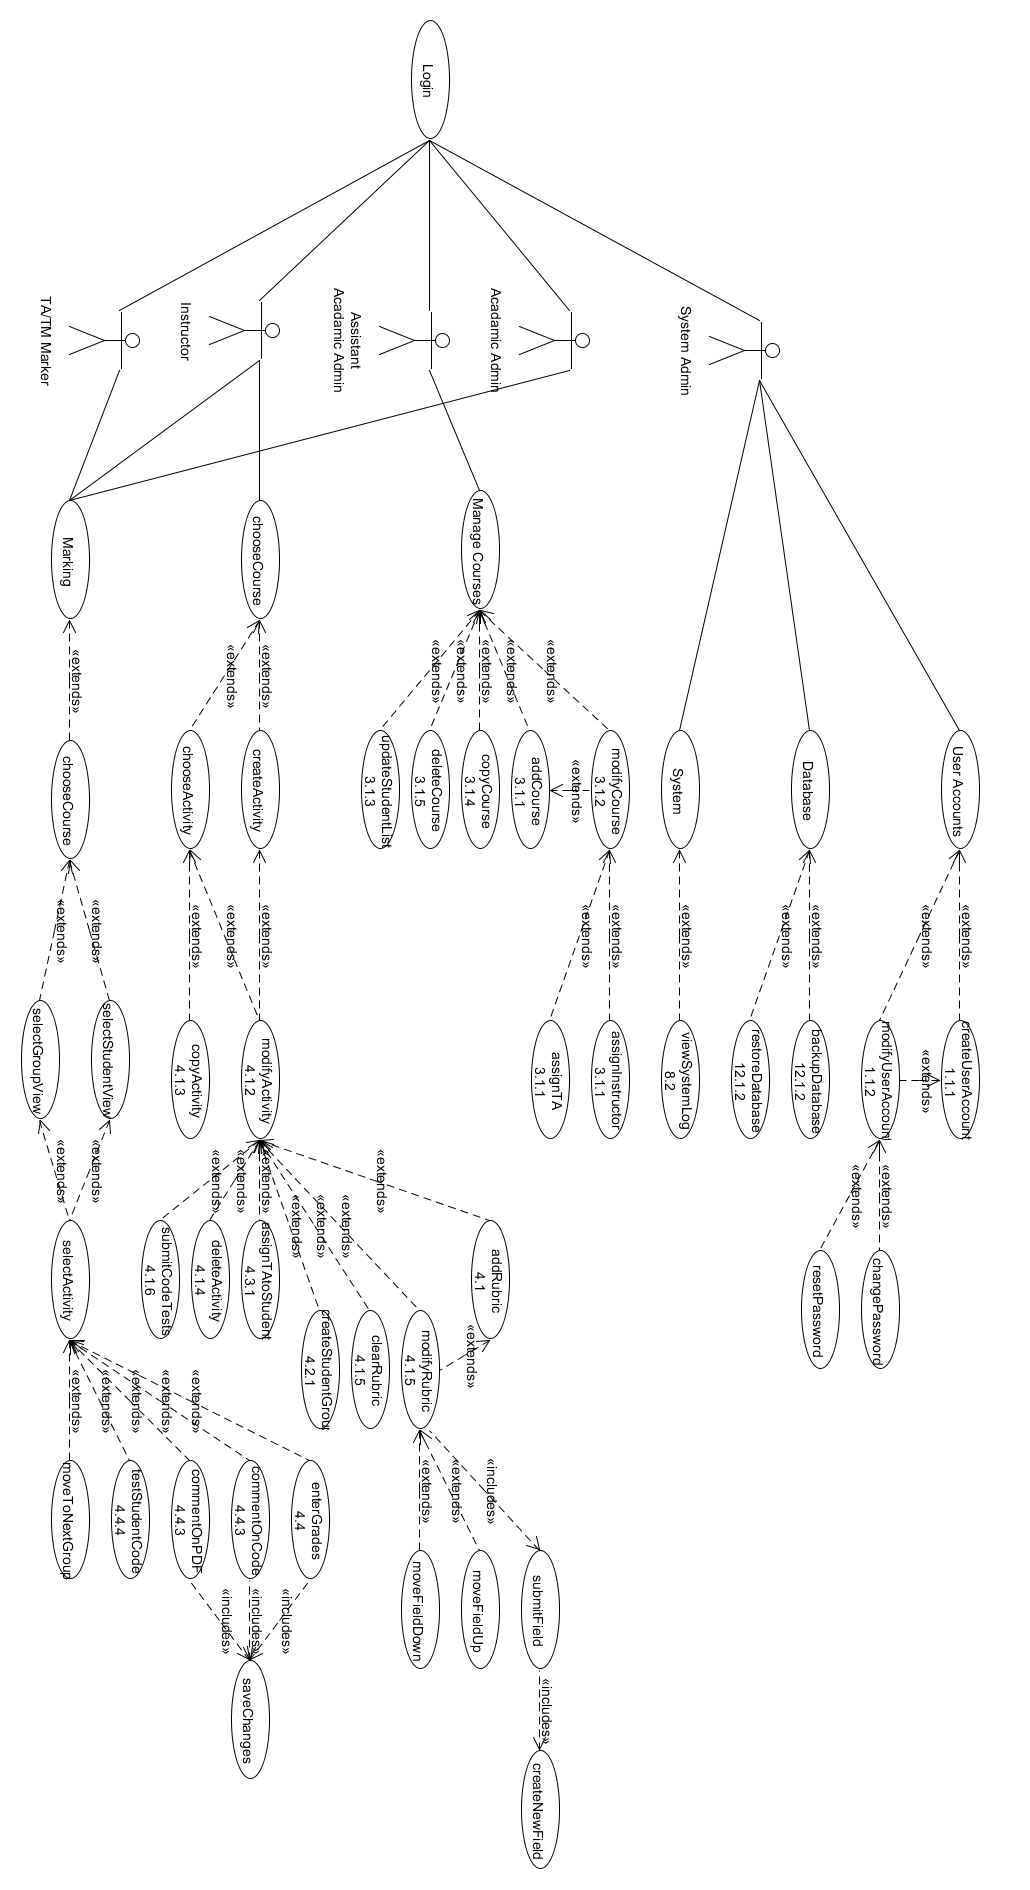 Login
System Admin
Acadamic Admin
Assistant
Acadamic Admin
Instructor
TA/TM Marker
User Accounts
Database
System
Manage Courses
chooseCourse
Marking
«extends»
«extends»
«extends»
«extends»
«extends»
«extends»
«extends»
«extends»
«extends»
modifyCourse
3.1.2
addCourse
3.1.1
copyCourse
3.1.4
deleteCourse
3.1.5
updateStudentList
3.1.3
createActivity
chooseActivity
chooseCourse
«extends»
«extends»
«extends»
«extends»
«extends»
«extends»
«extends»
«extends»
«extends»
«extends»
«extends»
«extends»
createUserAccount
1.1.1
modifyUserAccount
1.1.2
«extends»
backupDatabase
12.1.2
restoreDatabase
12.1.2
viewSystemLog
8.2
assignInstructor
3.1.1
assignTA
3.1.1
modifyActivity
4.1.2
copyActivity
4.1.3
selectStudentView
selectGroupView
«extends»
«extends»
«extends»
«extends»
«extends»
«extends»
«extends»
«extends»
«extends»
«extends»
«extends»
changePassword
resetPassword
addRubric
4.1
«extends»
modifyRubric
4.1.5
clearRubric
4.1.5
createStudentGroup
4.2.1
assignTAtoStudent
4.3.1
deleteActivity
4.1.4
submitCodeTests
4.1.6
selectActivity
«includes»
«extends»
«extends»
«extends»
«extends»
«extends»
«extends»
«extends»
submitField
moveFieldUp
moveFieldDown
enterGrades
4.4
commentOnCode
4.4.3
commentOnPDF
4.4.3
testStudentCode
4.4.4
moveToNextGroup
«includes»
«includes»
«includes»
«includes»
createNewField
saveChanges